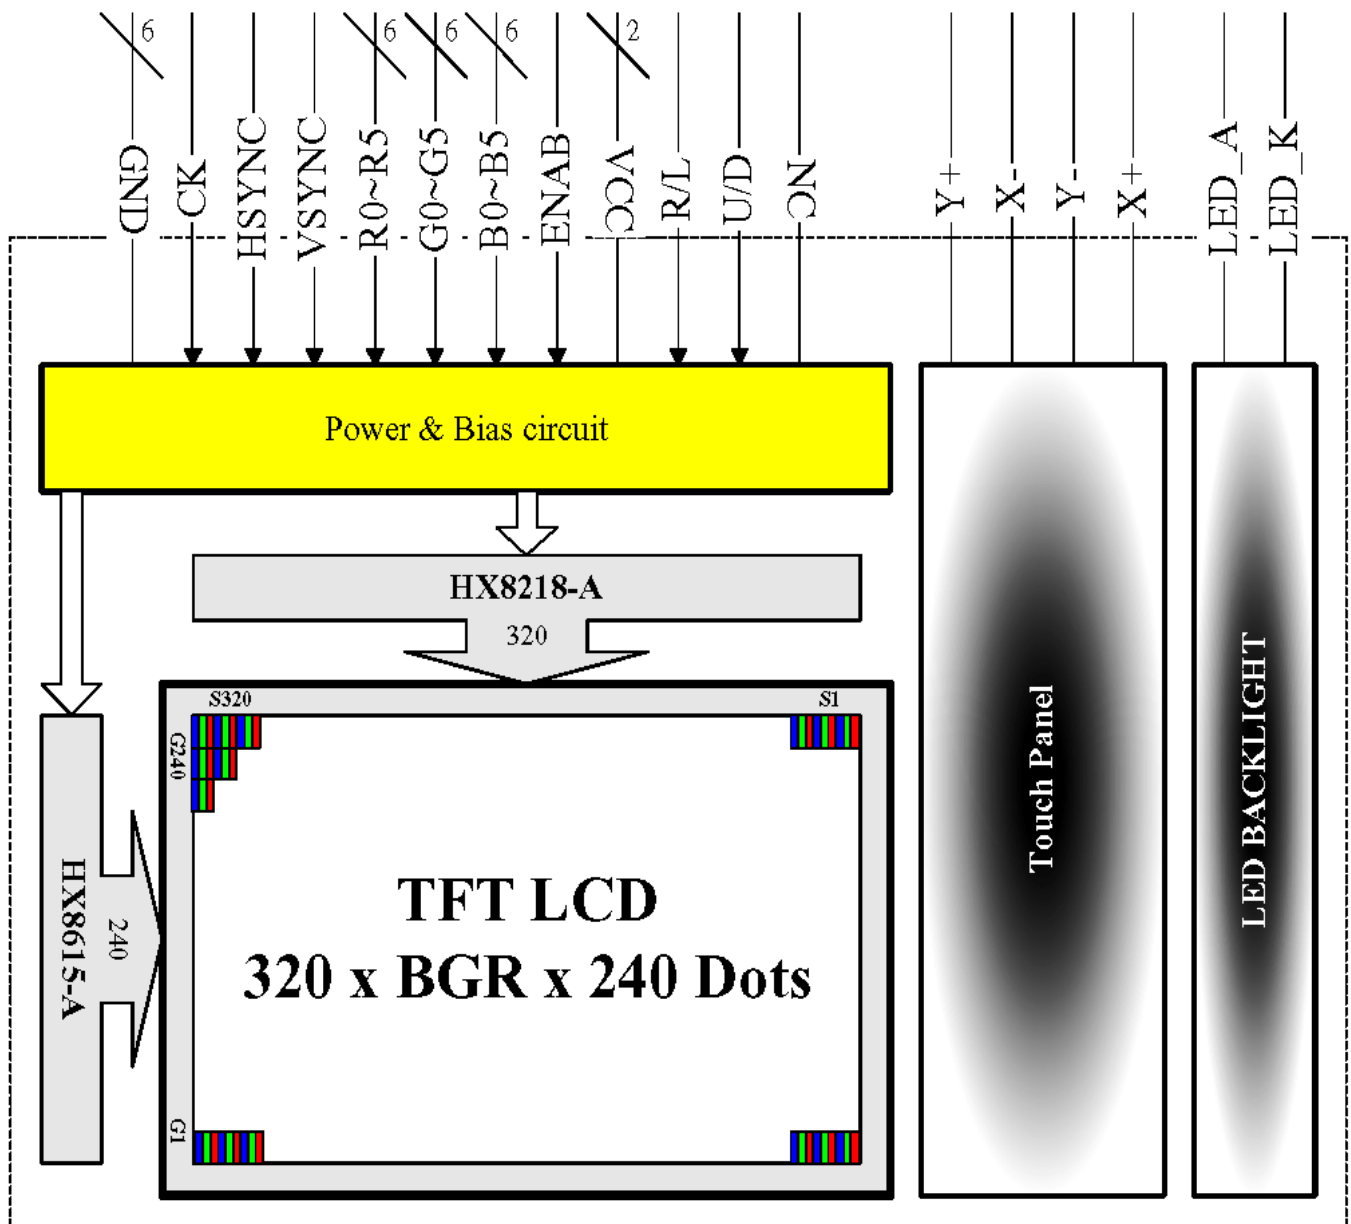 6
6
6
6
2
GND
CK
HSYNC
VSYNC
R0~R5
G0~G5
B0~B5
ENAB
VCC
R/L
U/D
NC
Y+
X-
Y-
X+
LED_A
LED_K
Power & Bias circuit
HX8218-A
320
S320
S1
G240
HX8615-A
240
TFT LCD
320 x BGR x 240 Dots
G1
Touch Panel
LED BACKLIGHT